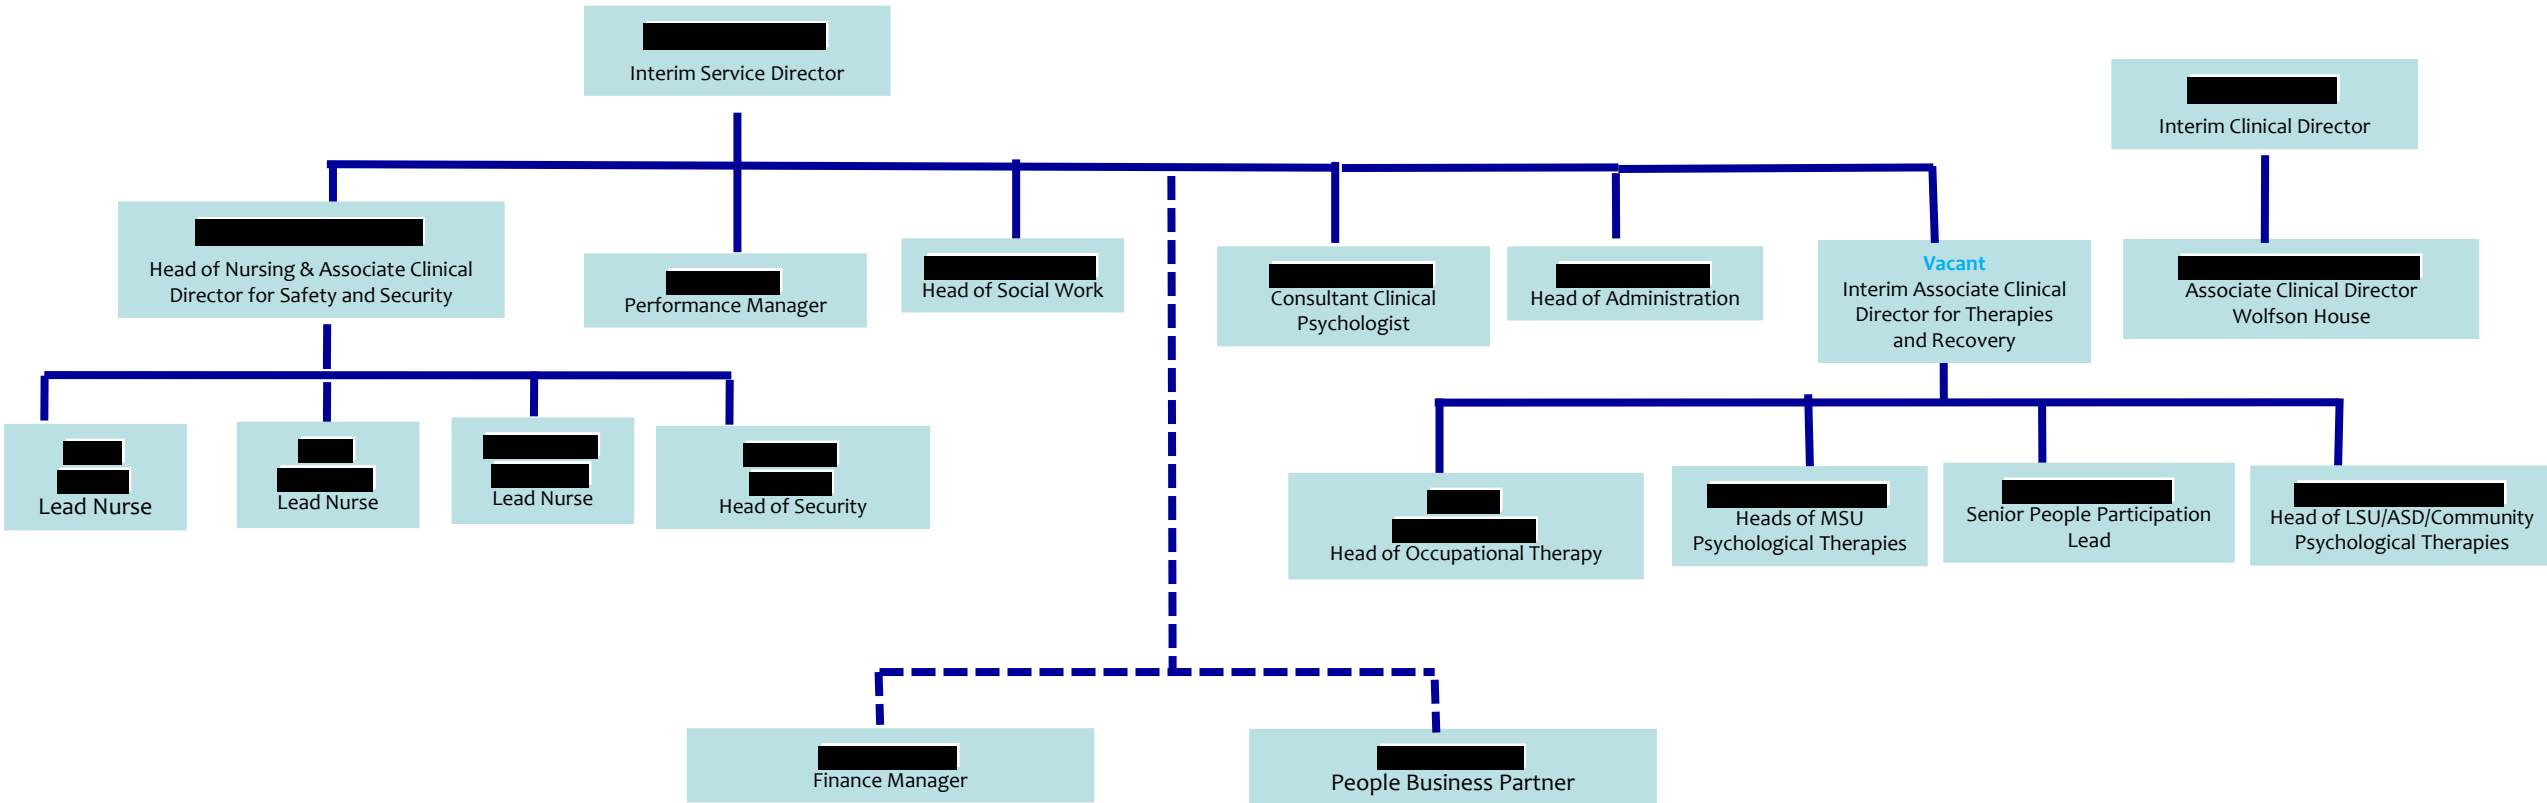 Interim Service Director
Interim Clinical Director
Head of Nursing & Associate Clinical
Director for Safety and Security
Performance Manager
Head of Social Work
Consultant Clinical
Psychologist
Head of Administration
Vacant
Interim Associate Clinical
Director for Therapies
and Recovery
Associate Clinical Director
Wolfson House
Lead Nurse
Lead Nurse
Lead Nurse
Head of Security
Head of Occupational Therapy
Heads of MSU
Psychological Therapies
Senior People Participation
Lead
Head of LSU/ASD/Community
Psychological Therapies
Finance Manager
People Business Partner